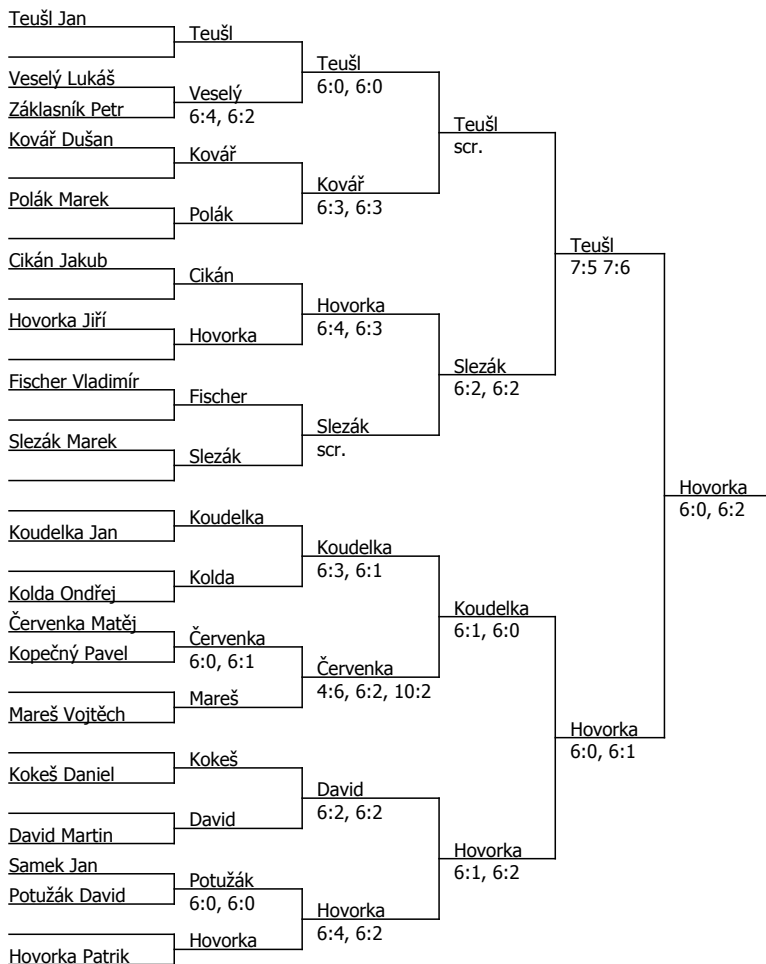 Teušl Jan
Veselý Lukáš
Základsník Petr
Kovář Dušan
Polák Marek
Cikán Jakub
Hovorka Jiří
Fischer Vladimír
Slezák Marek
Koudelka Jan
Kolda Ondřej
Červenka Matěj
Kopečný Pavel
Mareš Vojtěch
Kokeš Daniel
David Martin
Samek Jan
Potužák David
Hovorka Patrik
Teušl
Veselý
6:4, 6:2
Kovář
Polák
Cikán
Hovorka
Fischer
Slezák
Koudelka
Kolda
Červenka
6:0, 6:1
Mareš
Kokeš
David
Potužák
6:0, 6:0
Hovorka
Teušl
6:0, 6:0
Kovář
6:3, 6:3
Hovorka
6:4, 6:3
Slezák
scr.
Koudelka
6:3, 6:1
Červenka
4:6, 6:2, 10:2
David
6:2, 6:2
Hovorka
6:4, 6:2
Teušl
scr.
Slezák
6:2, 6:2
Koudelka
6:1, 6:0
Hovorka
6:1, 6:2
Teušl
7:5 7:6
Hovorka
6:0, 6:1
Hovorka
6:0, 6:2